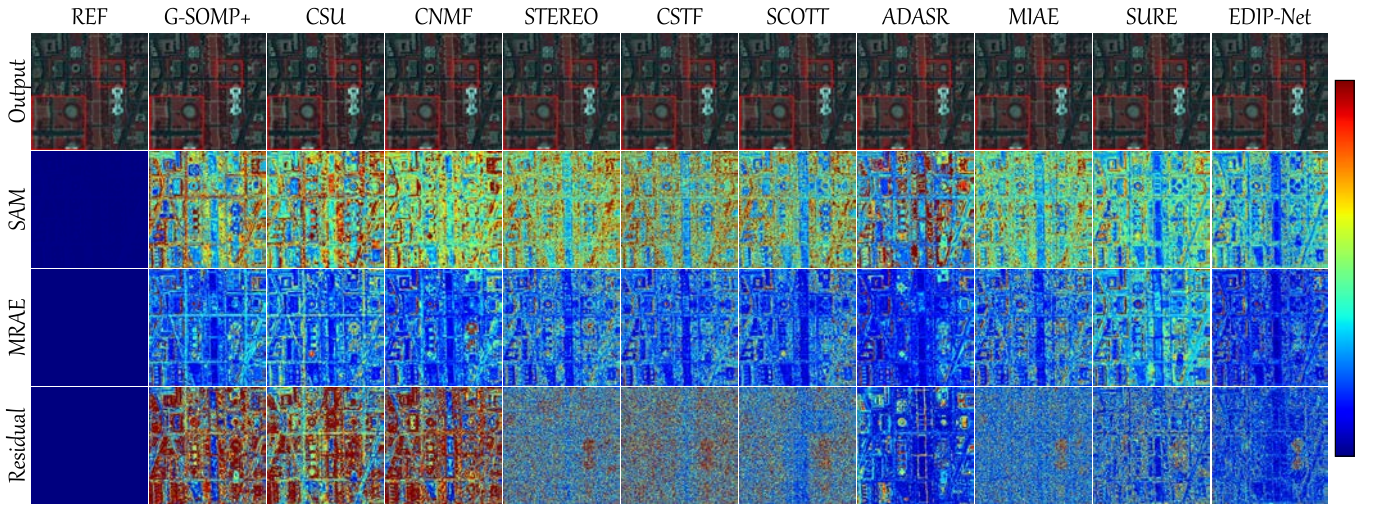 REF G-SOMP+ CSU CNMF STEREO CSTF SCOTT ADASR MIAE SURE EDIP-Net
Output
SAM
MRAE
Residual